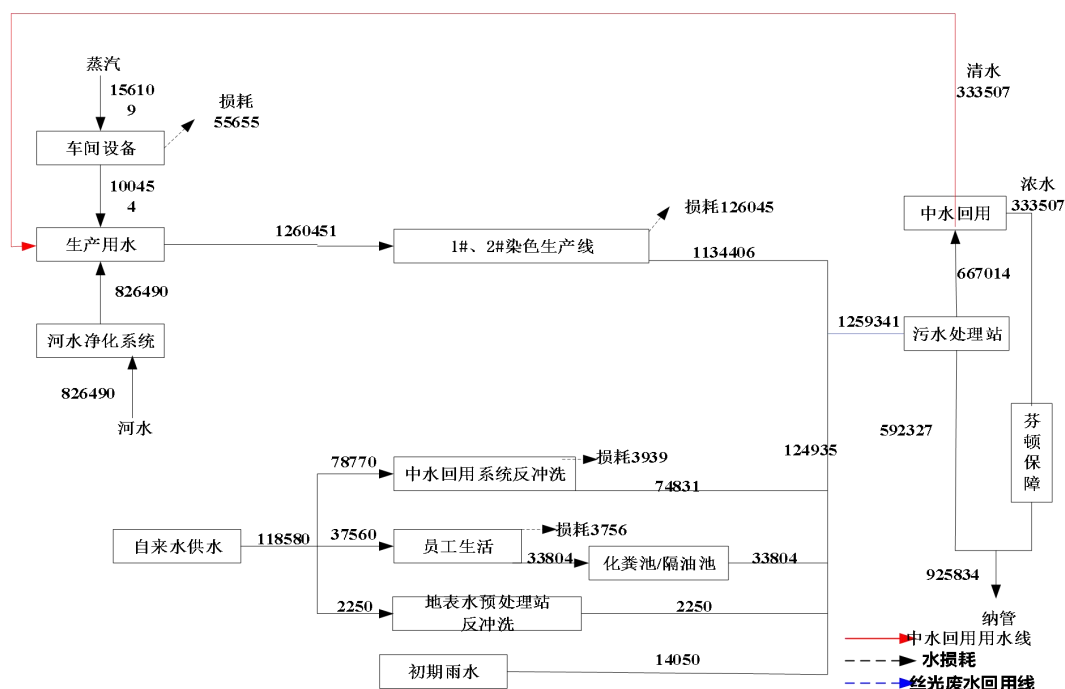 清水
333507
蒸汽
15610
9
损耗
55655
车间设备
10045
4
浓水
333507
中水回用
损耗126045
生产用水
1260451
1#、2#染色生产线
1134406
667014
826490
1259341
污水处理站
河水净化系统
826490
河水
592327
芬
顿
保
障
124935
78770
中水回用系统反冲洗
损耗3939
74831
自来水供水
118580
37560
员工生活
损耗3756
33804
化粪池/隔油池
33804
925834
2250
地表水预处理站
反冲洗
2250
纳管
中水回用用水线
初期雨水
14050
水损耗
丝光废水回用线